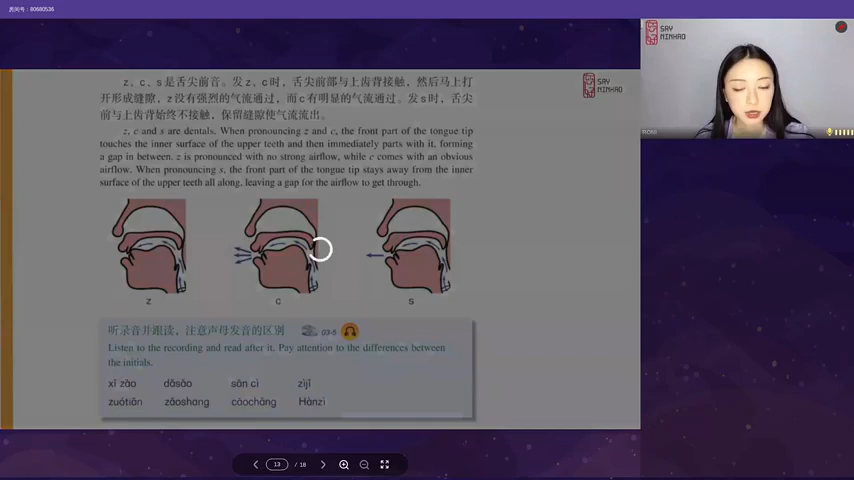 房间号：80680536
SAY
NIHAO
z、c、s是舌尖前音。发z、c时，舌尖前部与上齿背接触，然后马上打
开形成缝隙，z没有强烈的气流通过，而c有明显的气流通过。发s时，舌尖
前与上齿背始终不接触，保留缝隙使气流流出。
z, c and s are dentals. When pronouncing z and c, the front part of the tongue tip
touches the inner surface of the upper teeth and then immediately parts with it, forming
a gap in between. z is pronounced with no strong airflow, while c comes with an obvious
airflow. When pronouncing s, the front part of the tongue tip stays away from the inner
surface of the upper teeth all along, leaving a gap for the airflow to get through.
SAY
NIHAO
RONI
z
c
s
听录音并跟读，注意声母发音的区别 03-5
Listen to the recording and read after it. Pay attention to the differences between
the initials.
xǐ zǎo dǎsǎo sān cì zìjǐ
zuótiān zǎoshang cāochǎng Hànzì
13 / 18